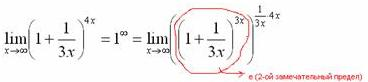 lim x→∞ (1 + 1/3x)^4x = 1^∞ = lim x→∞ ((1 + 1/3x)^3x)^1/3x·4x
e (2-ой замечательный предел)